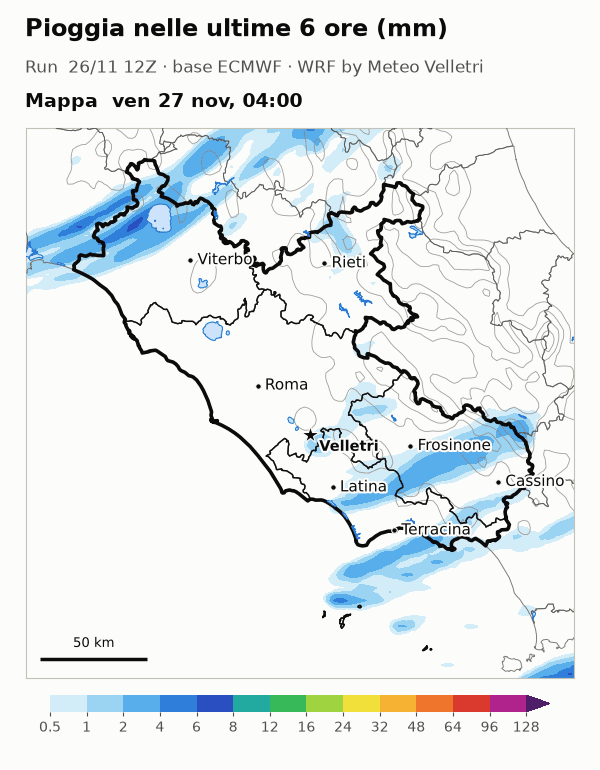 Pioggia nelle ultime 6 ore (mm)
Run 26/11 12Z · base ECMWF · WRF by Meteo Velletri
Mappa ven 27 nov, 04:00
Viterbo
Rieti
Roma
Velletri
Frosinone
Latina
Cassino
Terracina
50 km
0.5 1 2 4 6 8 12 16 24 32 48 64 96 128